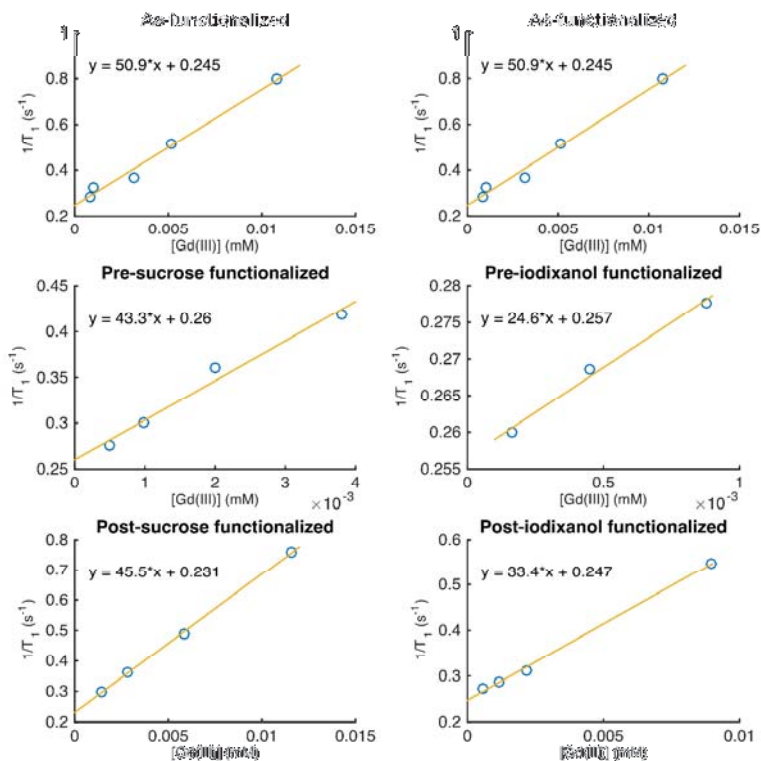 As-functionalized
1
0.8
0.6
0.4
0.2
1/T1 (s-1)
y = 50.9*x + 0.245
0
0.005
0.01
0.015
[Gd(III)] (mM)
As-functionalized
1
0.8
0.6
0.4
0.2
1/T1 (s-1)
y = 50.9*x + 0.245
0
0.005
0.01
0.015
[Gd(III)] (mM)
Pre-sucrose functionalized
0.45
0.4
0.35
0.3
0.25
1/T1 (s-1)
y = 43.3*x + 0.26
0
1
2
3
4
[Gd(III)] (mM)
×10-3
Pre-iodixanol functionalized
0.28
0.275
0.27
0.265
0.26
0.255
1/T1 (s-1)
y = 24.6*x + 0.257
0
0.5
1
[Gd(III)] (mM)
×10-3
Post-sucrose functionalized
0.8
0.7
0.6
0.5
0.4
0.3
0.2
1/T1 (s-1)
y = 45.5*x + 0.231
0
0.005
0.01
0.015
Post-iodixanol functionalized
0.6
0.5
0.4
0.3
0.2
1/T1 (s-1)
y = 33.4*x + 0.247
0
0.005
0.01